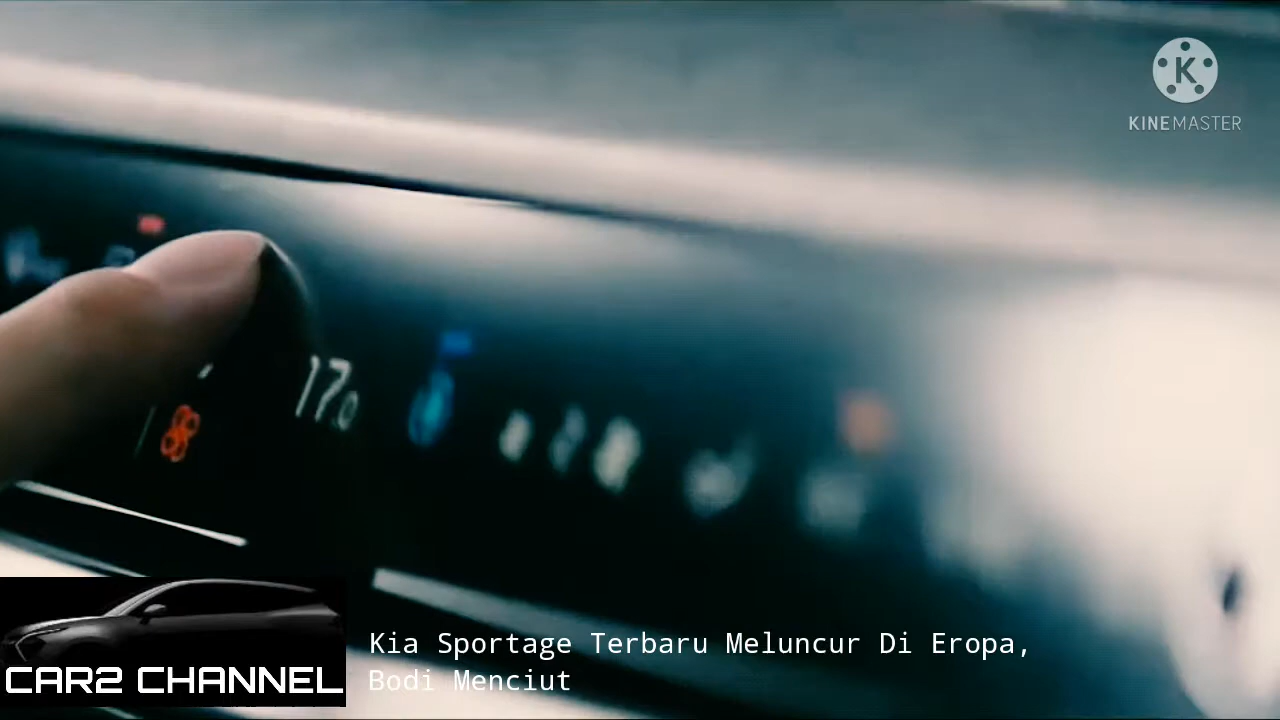 KINEMASTER
17.0
CAR2 CHANNEL
Kia Sportage Terbaru Meluncur Di Eropa,
Bodi Menciut